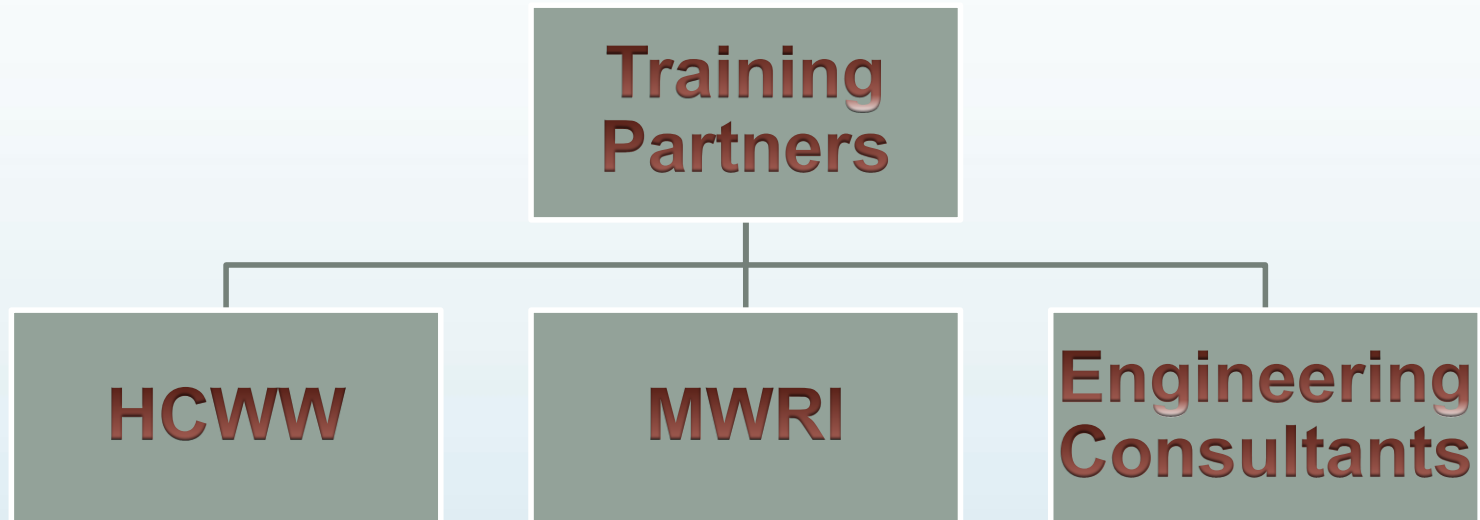 Training
Partners
HCWW
MWRI
Engineering
Consultants